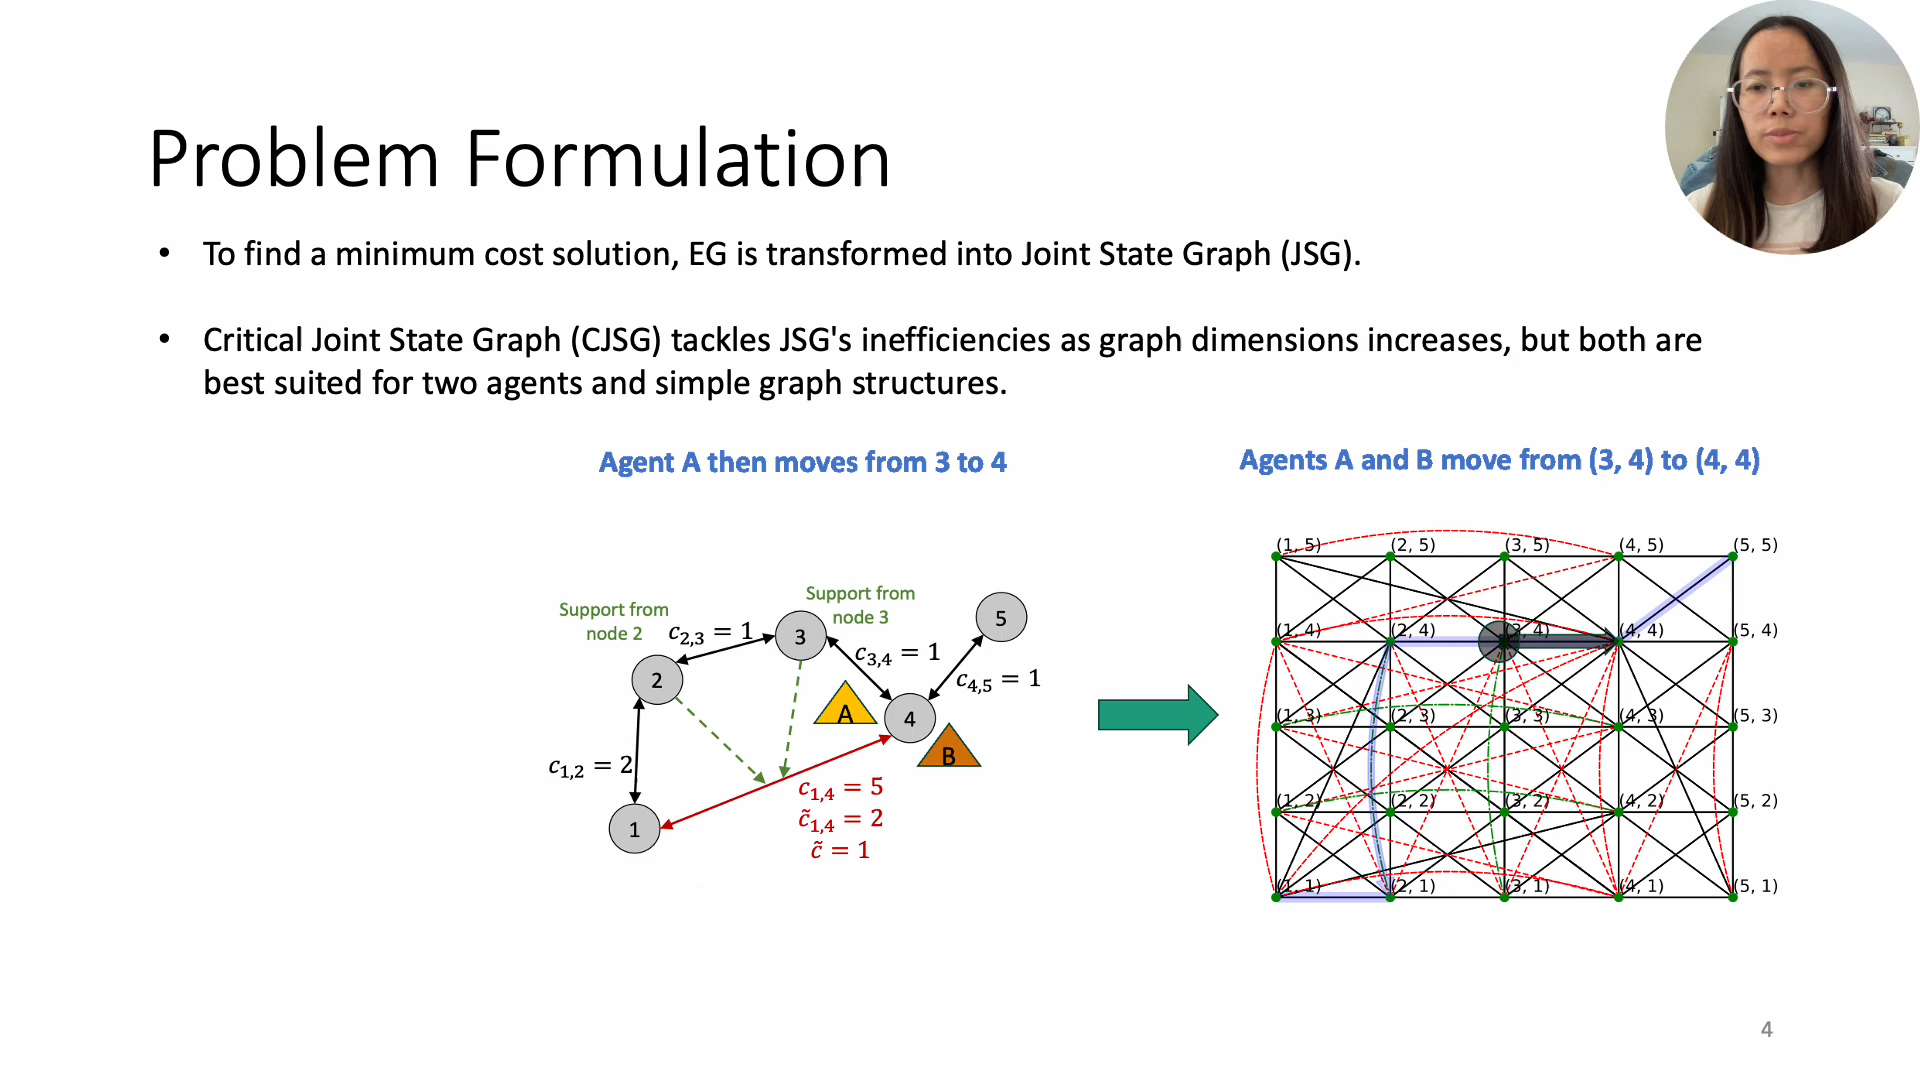 Problem Formulation
• To find a minimum cost solution, EG is transformed into Joint State Graph (JSG).
• Critical Joint State Graph (CJSG) tackles JSG's inefficiencies as graph dimensions increases, but both are
best suited for two agents and simple graph structures.
Agent A then moves from 3 to 4
Support from
node 2
Support from
node 3
c2,3 = 1
3
5
2
c3,4 = 1
c4,5 = 1
A
4
B
c1,2 = 2
1
c1,4 = 5
c̃1,4 = 2
c̃ = 1
Agents A and B move from (3, 4) to (4, 4)
(1, 5) (2, 5) (3, 5) (4, 5) (5, 5)
(1, 4) (2, 4) (3, 4) (4, 4) (5, 4)
(1, 3) (2, 3) (3, 3) (4, 3) (5, 3)
(1, 2) (2, 2) (3, 2) (4, 2) (5, 2)
(1, 1) (2, 1) (3, 1) (4, 1) (5, 1)
4